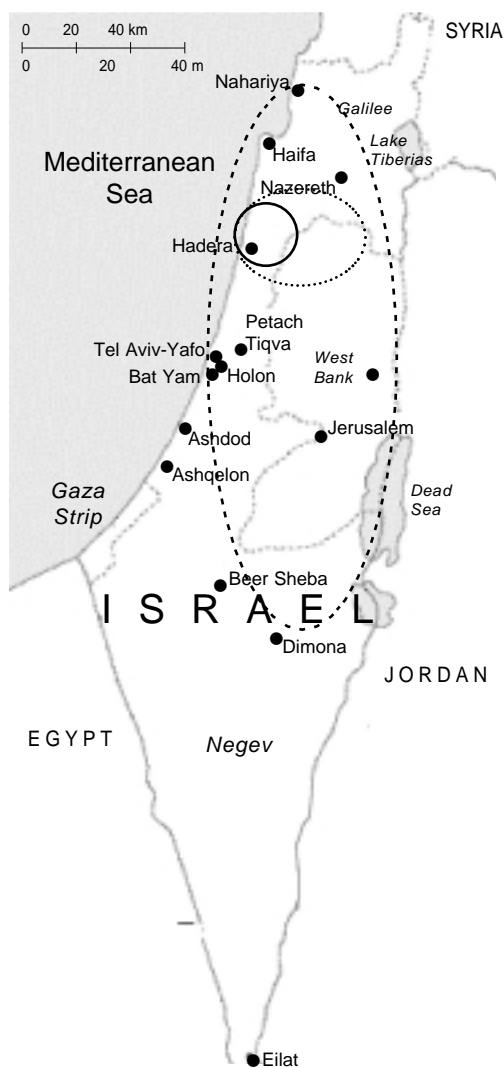 0 20 40 km
0 20 40 m
SYRIA
Nahariya
Galilee
Lake
Tiberias
Haifa
Mediterranean
Sea
Nazereth
Hadera
Petach
Tiqva
Tel Aviv-Yafo
Holon
Bat Yam
West
Bank
Ashdod
Jerusalem
Ashqelon
Gaza
Strip
Dead
Sea
Beer Sheba
ISRAEL
Dimona
JORDAN
EGYPT
Negev
Eilat